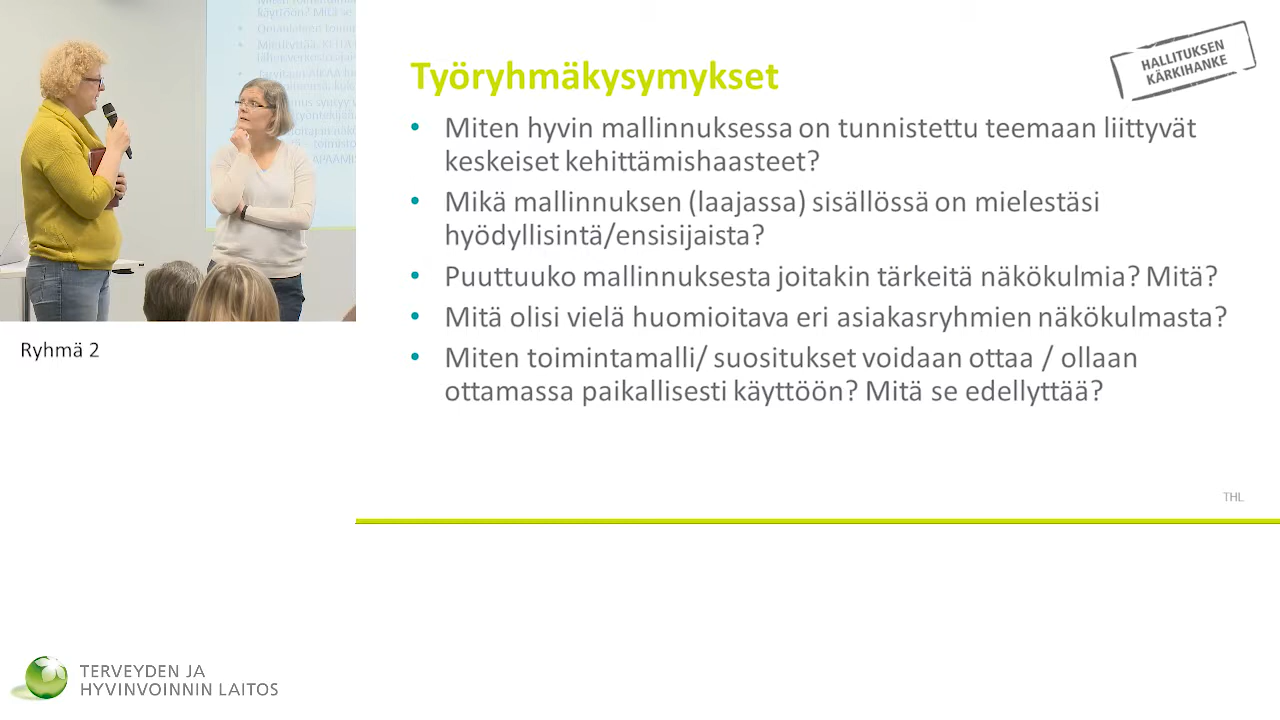 Työryhmäkysymykset
HALLITUKSEN
KÄRKIHANKE
• Miten hyvin mallinnuksessa on tunnistettu teemaan liittyvät
keskeiset kehittämishaasteet?
• Mikä mallinnuksen (laajassa) sisällössä on mielestäsi
hyödyllisintä/ensisijaista?
• Puuttuuko mallinnuksesta joitakin tärkeitä näkökulmia? Mitä?
• Mitä olisi vielä huomioitava eri asiakasryhmien näkökulmasta?
• Miten toimintamalli/ suositukset voidaan ottaa / ollaan
ottamassa paikallisesti käyttöön? Mitä se edellyttää?
THL
Ryhmä 2
TERVEYDEN JA
HYVINVOINNIN LAITOS